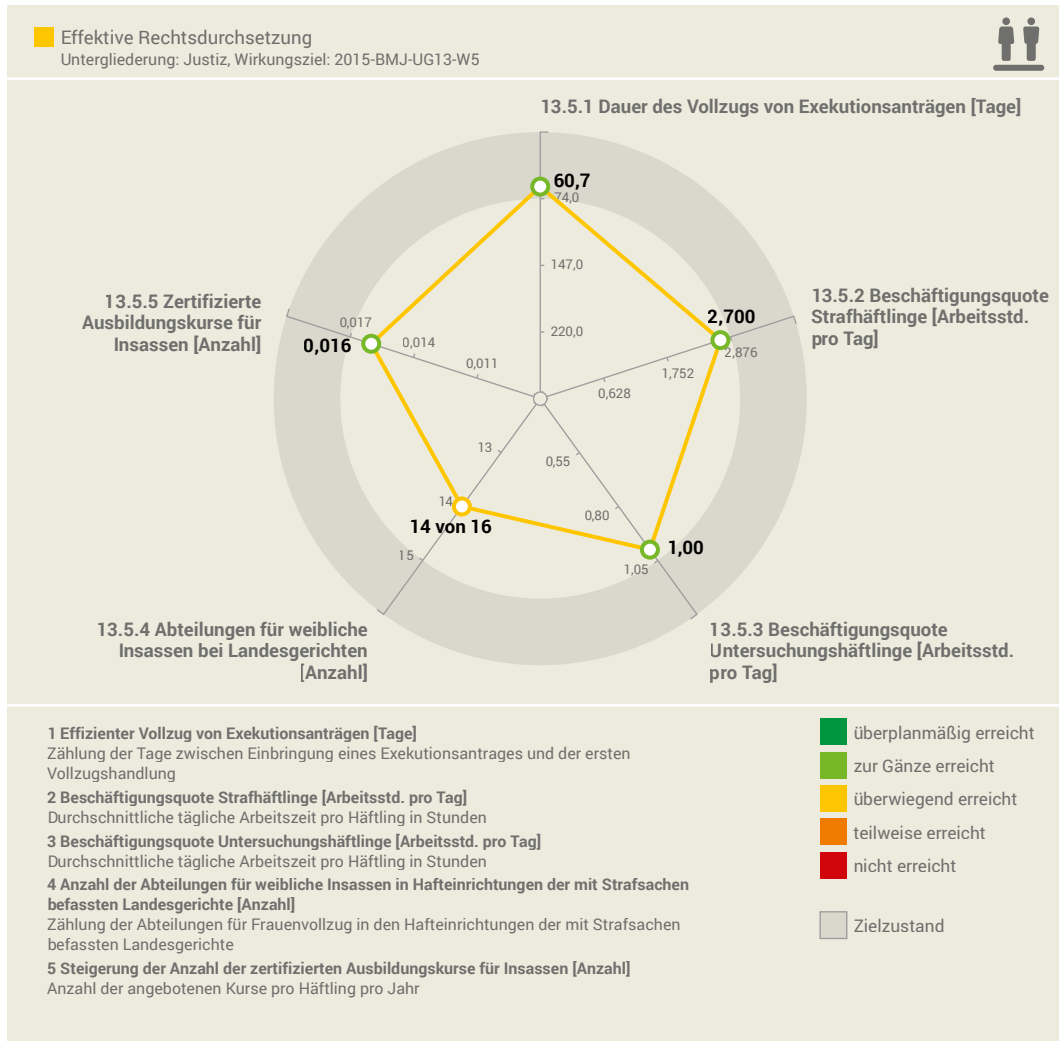 Effektive Rechtsdurchsetzung
Untergliederung: Justiz, Wirkungsziel: 2015-BMJ-UG13-W5
13.5.1 Dauer des Vollzugs von Exekutionsanträgen [Tage]
60,7
74,0
147,0
220,0
13.5.2 Beschäftigungsquote
Strafhäftlinge [Arbeitsstd.
pro Tag]
2,700
2,876
1,752
0,628
13.5.5 Zertifizierte
Ausbildungskurse für
Insassen [Anzahl]
0,017
0,016
0,014
0,011
13
14
14 von 16
15
0,55
0,80
1,00
1,05
13.5.4 Abteilungen für weibliche
Insassen bei Landesgerichten
[Anzahl]
13.5.3 Beschäftigungsquote
Untersuchungshäftlinge [Arbeitsstd.
pro Tag]
1 Effizienter Vollzug von Exekutionsanträgen [Tage]
Zählung der Tage zwischen Einbringung eines Exekutionsantrages und der ersten
Vollzugshandlung
2 Beschäftigungsquote Strafhäftlinge [Arbeitsstd. pro Tag]
Durchschnittliche tägliche Arbeitszeit pro Häftling in Stunden
3 Beschäftigungsquote Untersuchungshäftlinge [Arbeitsstd. pro Tag]
Durchschnittliche tägliche Arbeitszeit pro Häftling in Stunden
4 Anzahl der Abteilungen für weibliche Insassen in Hafteinrichtungen der mit Strafsachen
befassten Landesgerichte [Anzahl]
Zählung der Abteilungen für Frauenvollzug in den Hafteinrichtungen der mit Strafsachen
befassten Landesgerichte
5 Steigerung der Anzahl der zertifizierten Ausbildungskurse für Insassen [Anzahl]
Anzahl der angebotenen Kurse pro Häftling pro Jahr
überplanmäßig erreicht
zur Gänze erreicht
überwiegend erreicht
teilweise erreicht
nicht erreicht
Zielzustand